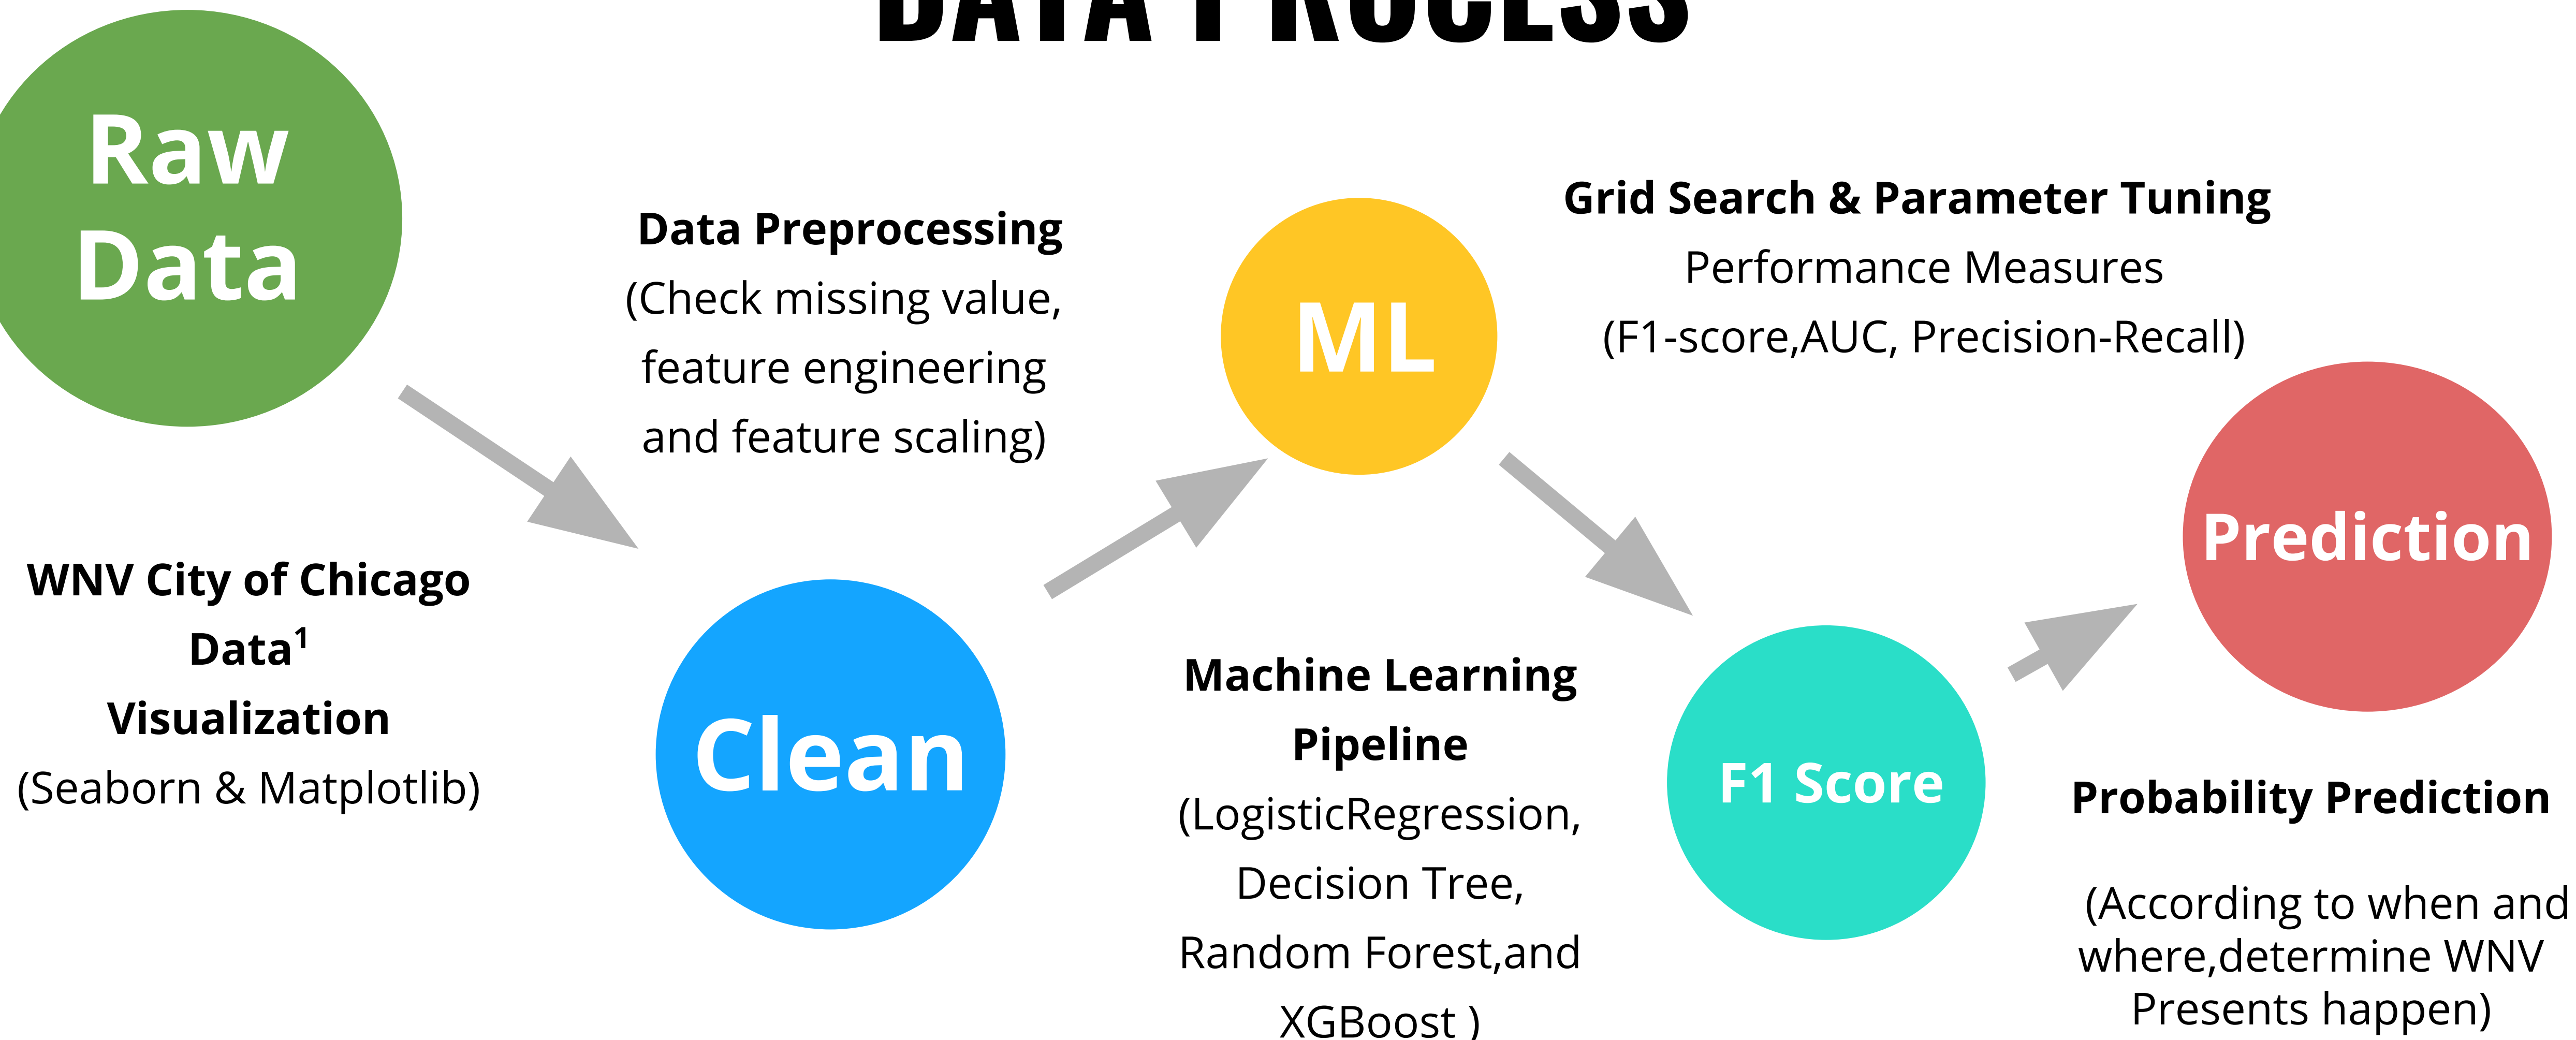 DATA PROCESS
Raw
Data
WNV City of Chicago
Data¹
Visualization
(Seaborn & Matplotlib)
Data Preprocessing
(Check missing value,
feature engineering
and feature scaling)
Clean
ML
Machine Learning
Pipeline
(LogisticRegression,
Decision Tree,
Random Forest,and
XGBoost )
Grid Search & Parameter Tuning
Performance Measures
(F1-score,AUC, Precision-Recall)
F1 Score
Prediction
Probability Prediction
(According to when and
where,determine WNV
Presents happen)